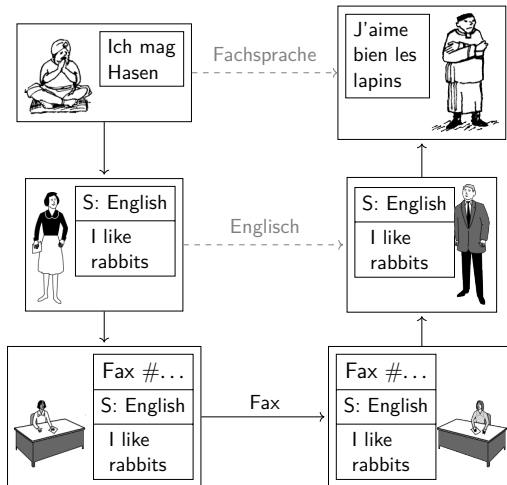 Ich mag
Hasen
Fachsprache
J'aime
bien les
lapins
S: English
I like
rabbits
Englisch
S: English
I like
rabbits
Fax #...
S: English
I like
rabbits
Fax
Fax #...
S: English
I like
rabbits